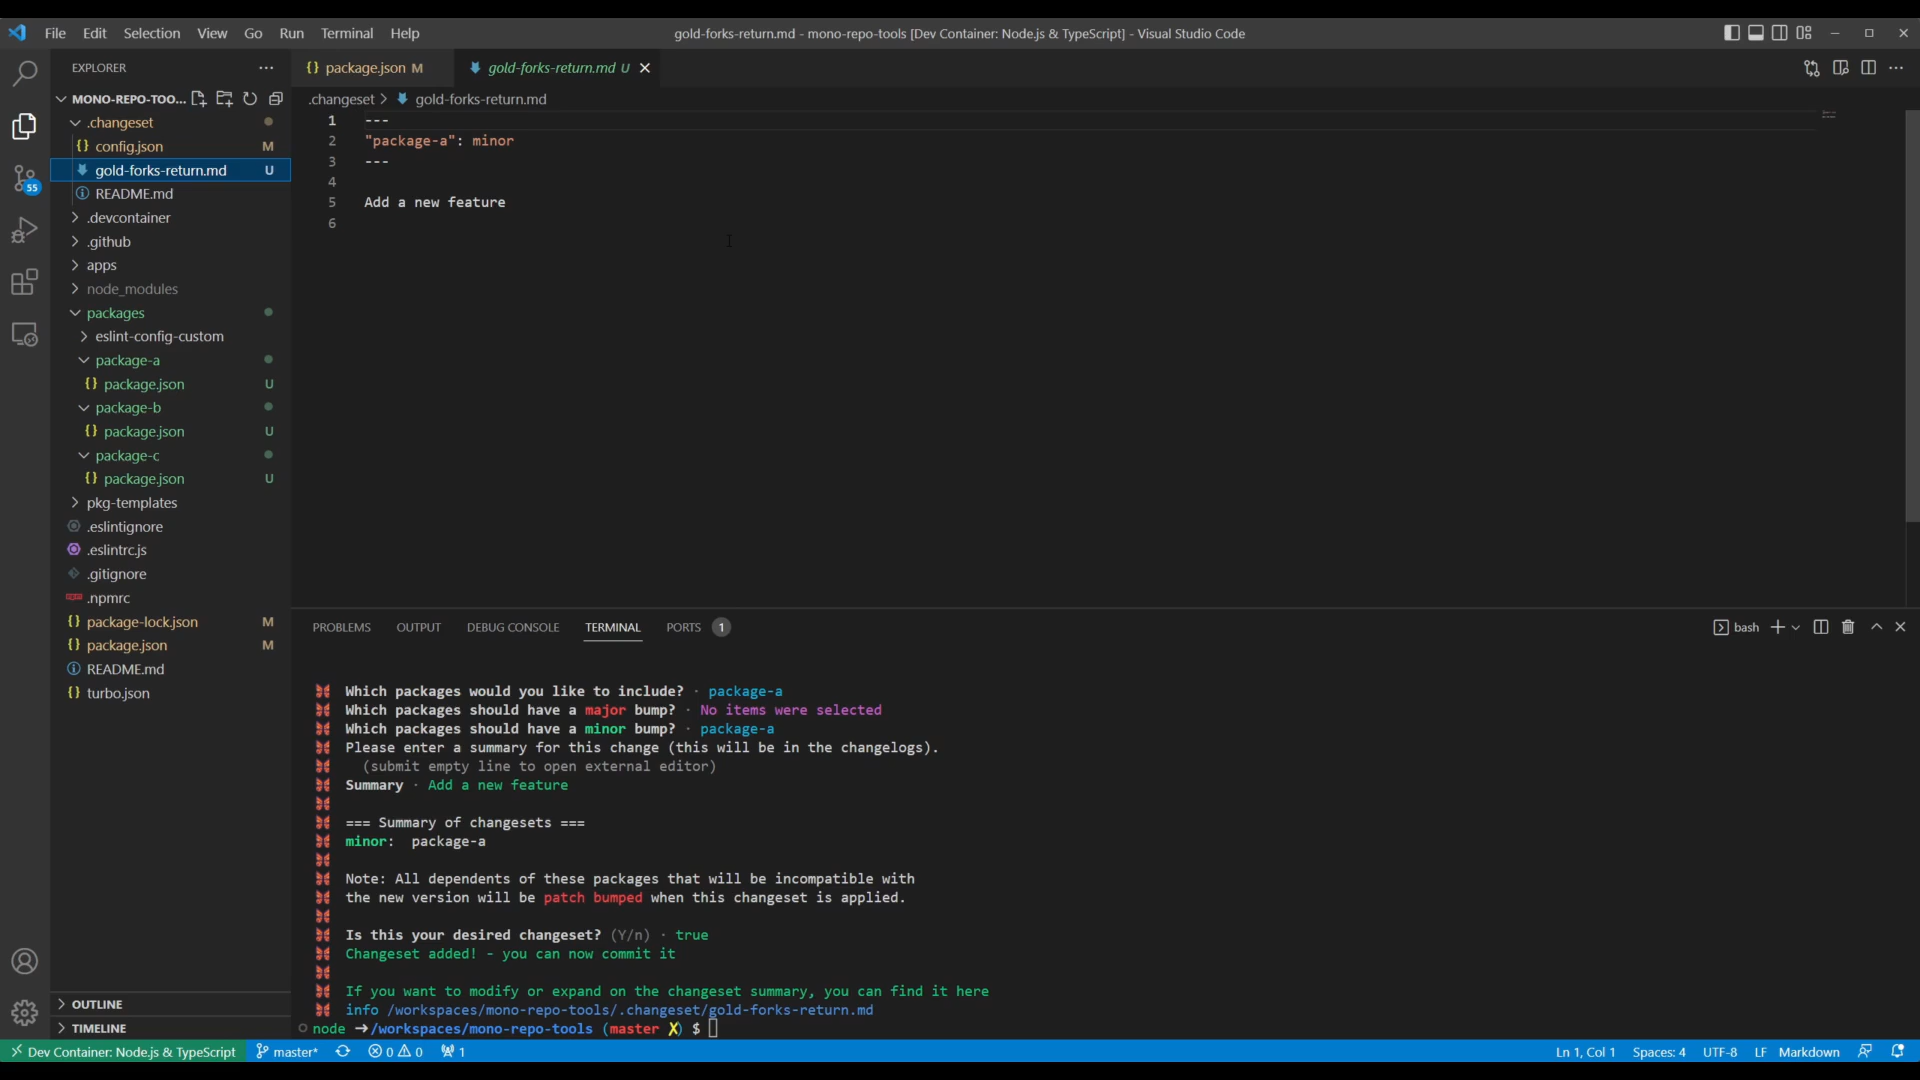 File Edit Selection View Go Run Terminal Help
gold-forks-return.md - mono-repo-tools [Dev Container: Node.js & TypeScript] - Visual Studio Code
EXPLORER
MONO-REPO-TOO...
.changeset
config.json M
gold-forks-return.md U
README.md
.devcontainer
.github
apps
node_modules
packages
eslint-config-custom
package-a
package.json U
package-b
package.json U
package-c
package.json U
pkg-templates
.eslintignore
.eslintrc.js
.gitignore
.npmrc
package-lock.json M
package.json M
README.md
turbo.json
OUTLINE
TIMELINE
55
package.json M
gold-forks-return.md U
.changeset > gold-forks-return.md
1 ---
2 "package-a": minor
3 ---
4
5 Add a new feature
6
PROBLEMS OUTPUT DEBUG CONSOLE TERMINAL PORTS 1
bash
Which packages would you like to include? · package-a
Which packages should have a major bump? · No items were selected
Which packages should have a minor bump? · package-a
Please enter a summary for this change (this will be in the changelogs).
(submit empty line to open external editor)
Summary · Add a new feature
=== Summary of changesets ===
minor: package-a
Note: All dependents of these packages that will be incompatible with
the new version will be patch bumped when this changeset is applied.
Is this your desired changeset? (Y/n) · true
Changeset added! - you can now commit it
If you want to modify or expand on the changeset summary, you can find it here
info /workspaces/mono-repo-tools/.changeset/gold-forks-return.md
node ➜ /workspaces/mono-repo-tools (master ✗) $
Dev Container: Node.js & TypeScript master* 0 0 1
Ln 1, Col 1 Spaces: 4 UTF-8 LF Markdown